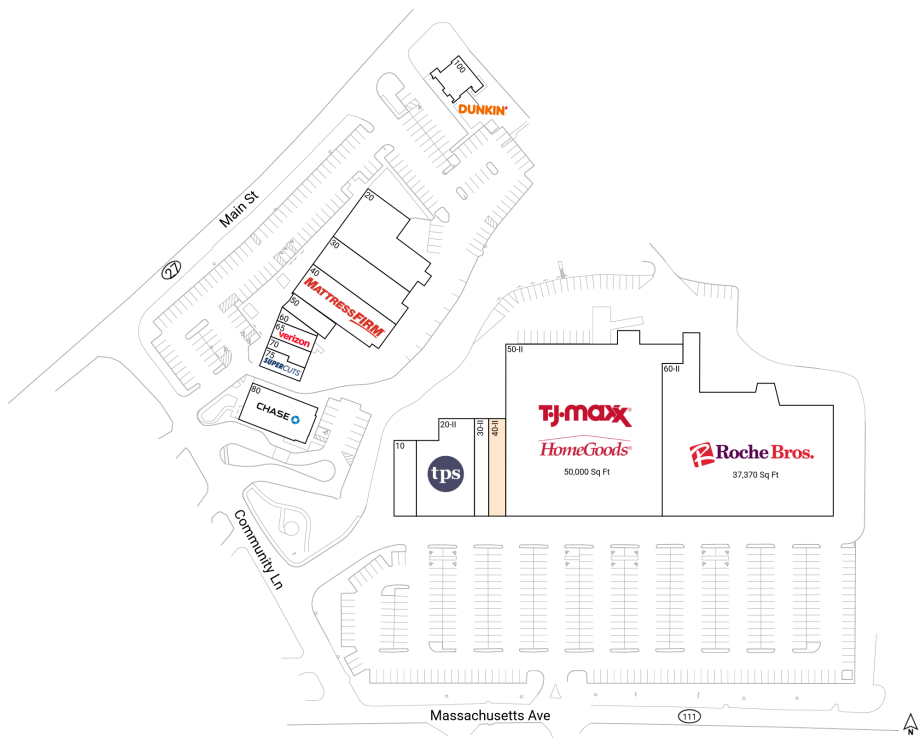 100
DUNKIN'
Main St
27
20
30
40
MATTRESSFIRM
50
60
65
verizon
70
75
SUPERCUTS
80
CHASE
50-II
60-II
T·J·maxx
HomeGoods
50,000 Sq Ft
Roche Bros.
37,370 Sq Ft
10
20-II
30-II
40-II
tps
Community Ln
Massachusetts Ave
111
N